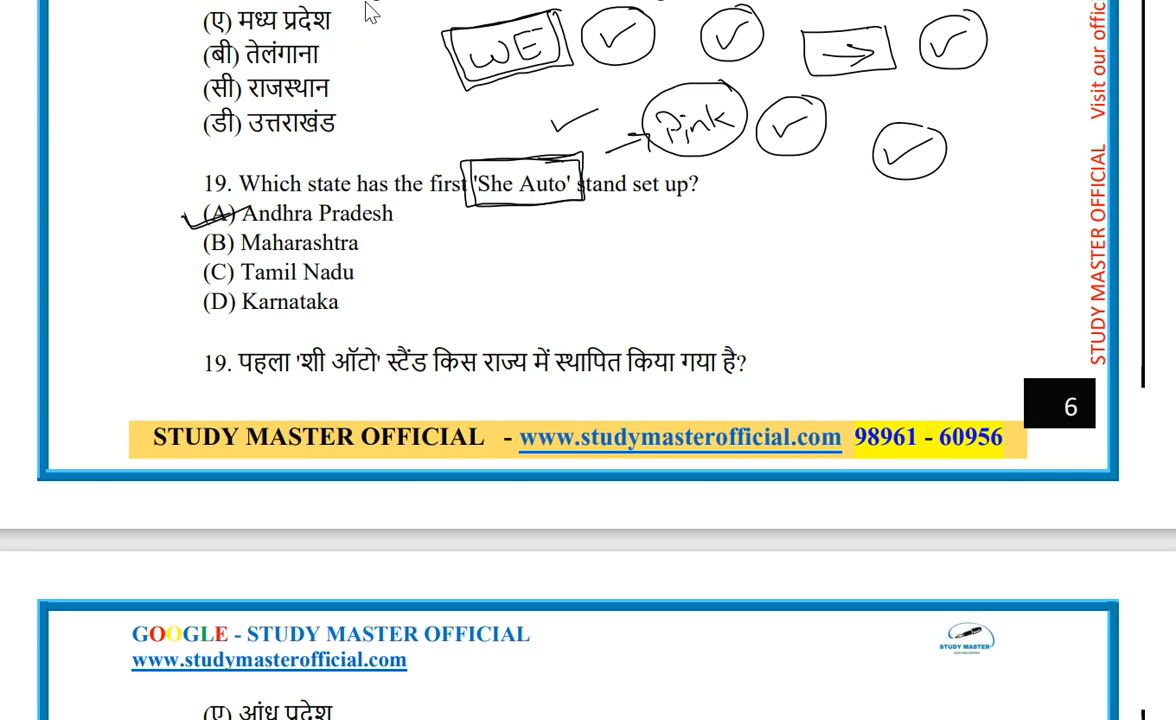 (ए) मध्य प्रदेश
(बी) तेलंगाना
(सी) राजस्थान
(डी) उत्तराखंड
WE
Pink
19. Which state has the first 'She Auto' stand set up?
(A) Andhra Pradesh
(B) Maharashtra
(C) Tamil Nadu
(D) Karnataka
19. पहला 'शी ऑटो' स्टैंड किस राज्य में स्थापित किया गया है?
6
STUDY MASTER OFFICIAL - www.studymasterofficial.com 98961 - 60956
STUDY MASTER OFFICIAL Visit our offic
GOOGLE - STUDY MASTER OFFICIAL
www.studymasterofficial.com
STUDY MASTER
(ए) आंध्र प्रदेश